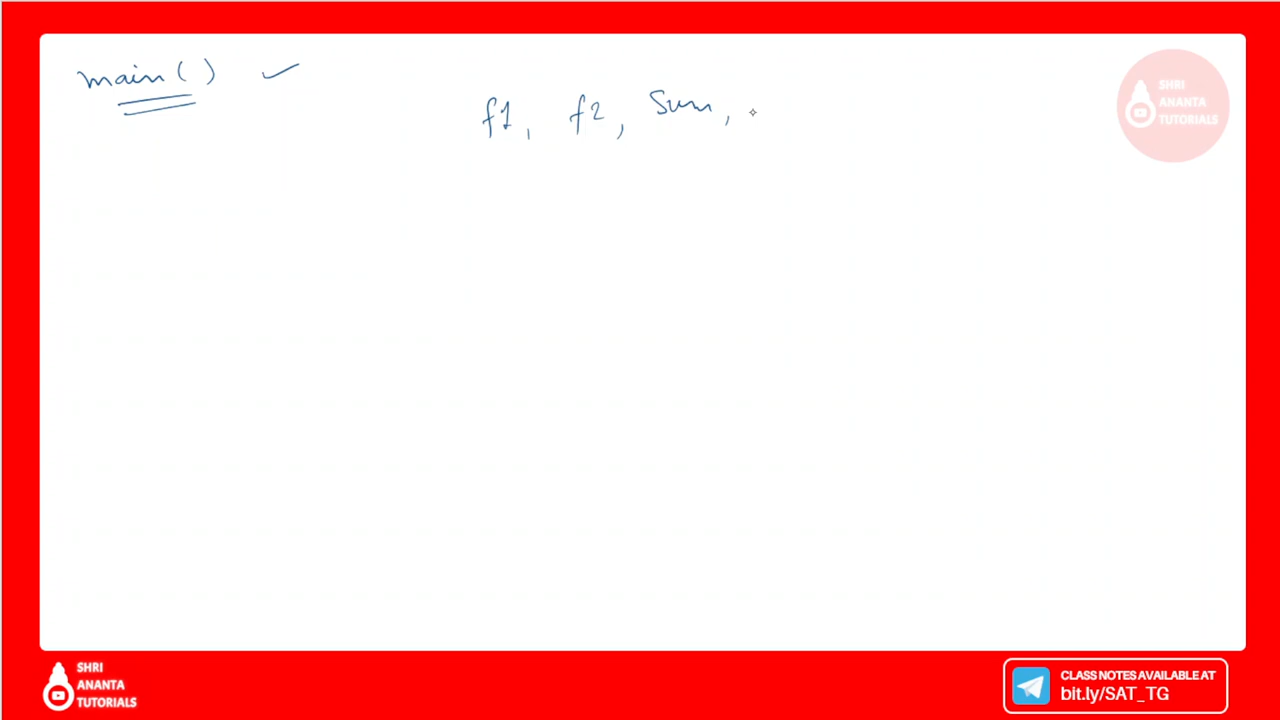 main()
f1, f2, Sum,
SHRI
ANANTA
TUTORIALS
SHRI
ANANTA
TUTORIALS
CLASS NOTES AVAILABLE AT
bit.ly/SAT_TG